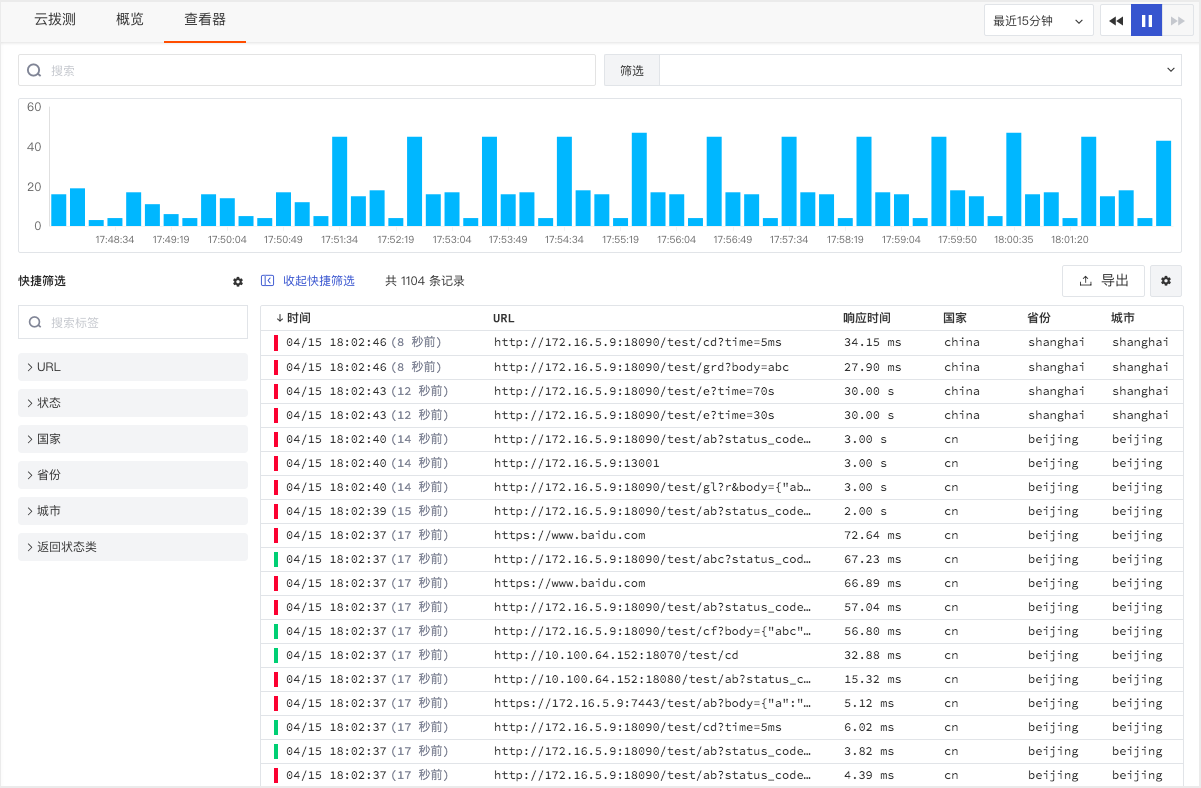 云拨测 概览 查看器 最近15分钟
搜索 筛选
60
40
20
0
17:48:34 17:49:19 17:50:04 17:50:49 17:51:34 17:52:19 17:53:04 17:53:49 17:54:34 17:55:19 17:56:04 17:56:49 17:57:34 17:58:19 17:59:04 17:59:50 18:00:35 18:01:20
快捷筛选 收起快捷筛选 共 1104 条记录 导出
搜索标签
URL
状态
国家
省份
城市
返回状态类
时间 URL 响应时间 国家 省份 城市
04/15 18:02:46 (8 秒前) http://172.16.5.9:18090/test/cd?time=5ms 34.15 ms china shanghai shanghai
04/15 18:02:46 (8 秒前) http://172.16.5.9:18090/test/grd?body=abc 27.90 ms china shanghai shanghai
04/15 18:02:43 (12 秒前) http://172.16.5.9:18090/test/e?time=70s 30.00 s china shanghai shanghai
04/15 18:02:43 (12 秒前) http://172.16.5.9:18090/test/e?time=30s 30.00 s china shanghai shanghai
04/15 18:02:40 (14 秒前) http://172.16.5.9:18090/test/ab?status_code… 3.00 s cn beijing beijing
04/15 18:02:40 (14 秒前) http://172.16.5.9:13001 3.00 s cn beijing beijing
04/15 18:02:40 (14 秒前) http://172.16.5.9:18090/test/gl?r&body={"ab… 3.00 s cn beijing beijing
04/15 18:02:39 (15 秒前) http://172.16.5.9:18090/test/ab?status_code… 2.00 s cn beijing beijing
04/15 18:02:37 (17 秒前) https://www.baidu.com 72.64 ms cn beijing beijing
04/15 18:02:37 (17 秒前) http://172.16.5.9:18090/test/abc?status_cod… 67.23 ms cn beijing beijing
04/15 18:02:37 (17 秒前) https://www.baidu.com 66.89 ms cn beijing beijing
04/15 18:02:37 (17 秒前) http://172.16.5.9:18090/test/ab?status_code… 57.04 ms cn beijing beijing
04/15 18:02:37 (17 秒前) http://172.16.5.9:18090/test/cf?body={"abc"… 56.80 ms cn beijing beijing
04/15 18:02:37 (17 秒前) http://10.100.64.152:18070/test/cd 32.88 ms cn beijing beijing
04/15 18:02:37 (17 秒前) http://10.100.64.152:18080/test/ab?status_c… 15.32 ms cn beijing beijing
04/15 18:02:37 (17 秒前) https://172.16.5.9:7443/test/ab?body={"a":"… 5.12 ms cn beijing beijing
04/15 18:02:37 (17 秒前) http://172.16.5.9:18090/test/cd?time=5ms 6.02 ms cn beijing beijing
04/15 18:02:37 (17 秒前) http://172.16.5.9:18090/test/ab?status_code… 3.82 ms cn beijing beijing
04/15 18:02:37 (17 秒前) http://172.16.5.9:18090/test/ab?status_code… 4.39 ms cn beijing beijing